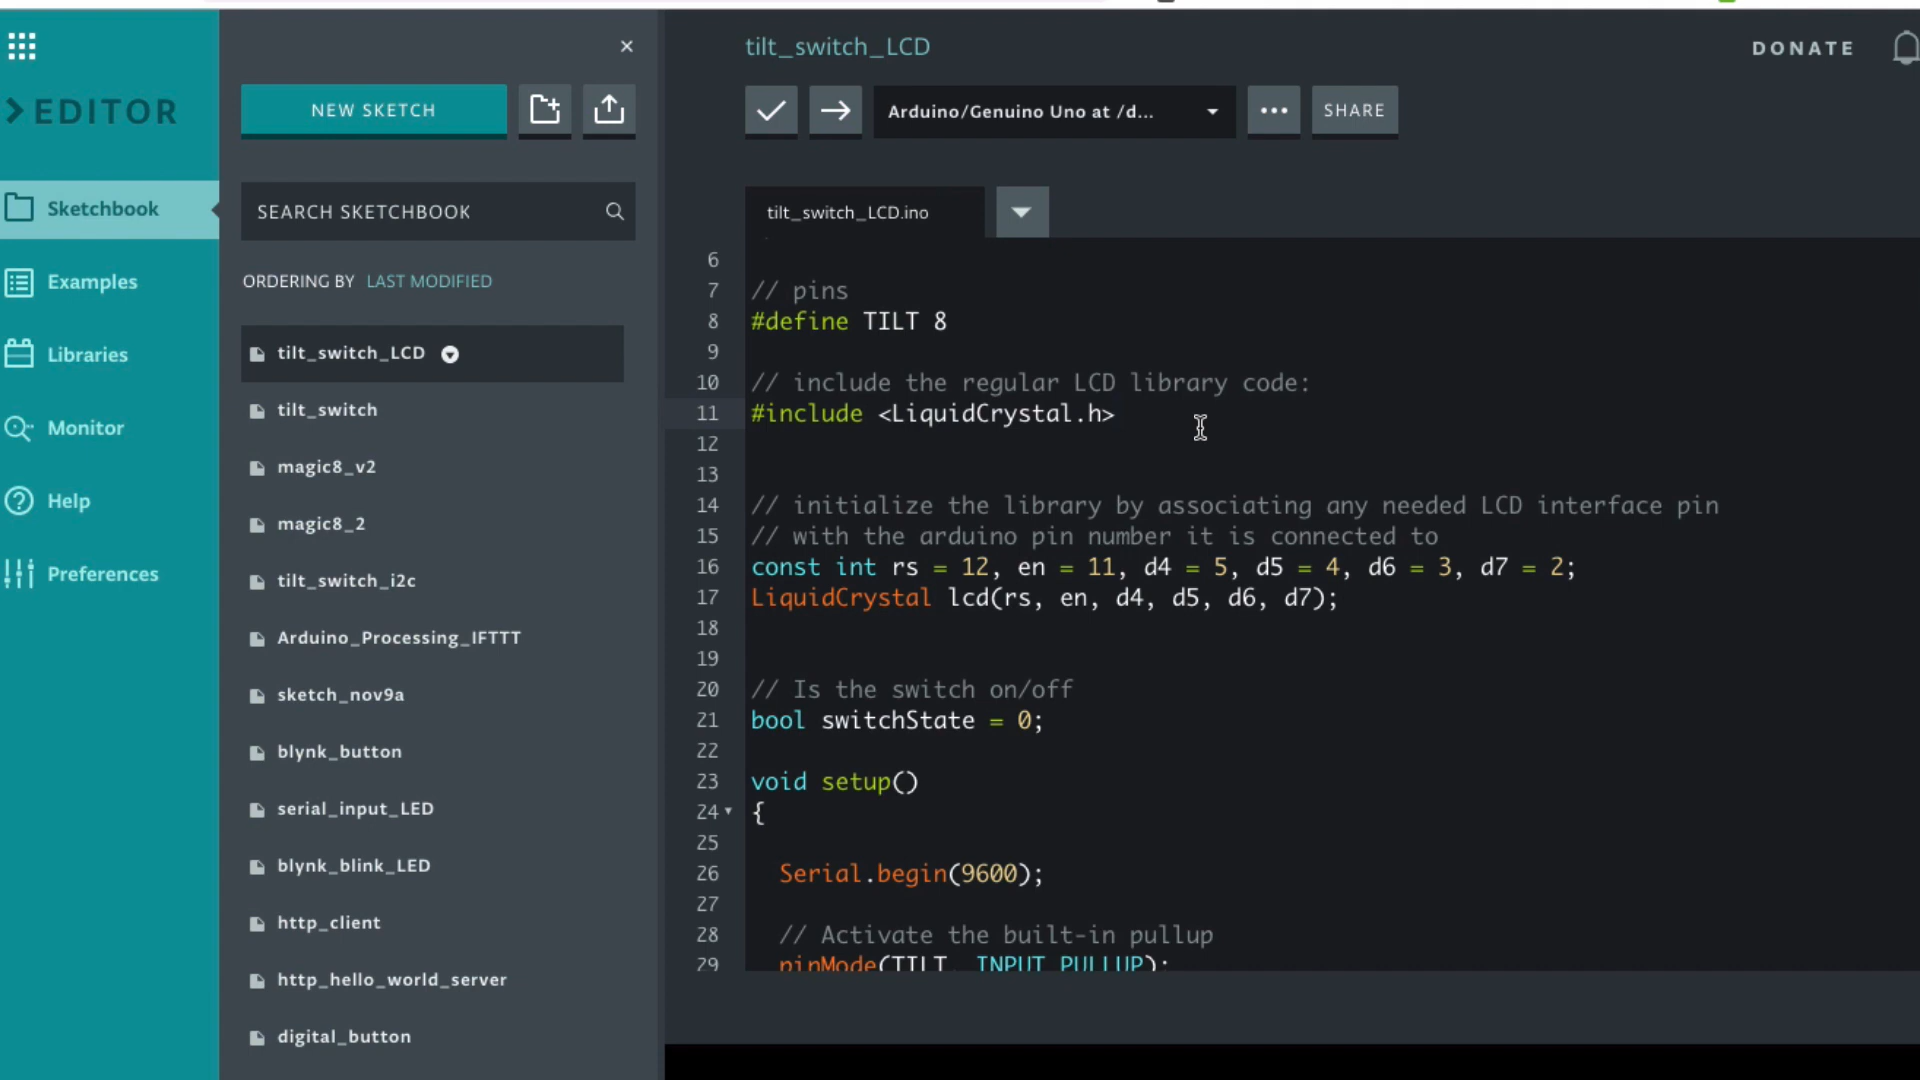 EDITOR
Sketchbook
Examples
Libraries
Monitor
Help
Preferences
×
NEW SKETCH
SEARCH SKETCHBOOK
ORDERING BY LAST MODIFIED
tilt_switch_LCD
tilt_switch
magic8_v2
magic8_2
tilt_switch_i2c
Arduino_Processing_IFTTT
sketch_nov9a
blynk_button
serial_input_LED
blynk_blink_LED
http_client
http_hello_world_server
digital_button
tilt_switch_LCD
DONATE
Arduino/Genuino Uno at /d...
SHARE
tilt_switch_LCD.ino
6
7 // pins
8 #define TILT 8
9
10 // include the regular LCD library code:
11 #include <LiquidCrystal.h>
12
13
14 // initialize the library by associating any needed LCD interface pin
15 // with the arduino pin number it is connected to
16 const int rs = 12, en = 11, d4 = 5, d5 = 4, d6 = 3, d7 = 2;
17 LiquidCrystal lcd(rs, en, d4, d5, d6, d7);
18
19
20 // Is the switch on/off
21 bool switchState = 0;
22
23 void setup()
24 {
25
26 Serial.begin(9600);
27
28 // Activate the built-in pullup
29 pinMode(TILT, INPUT_PULLUP);